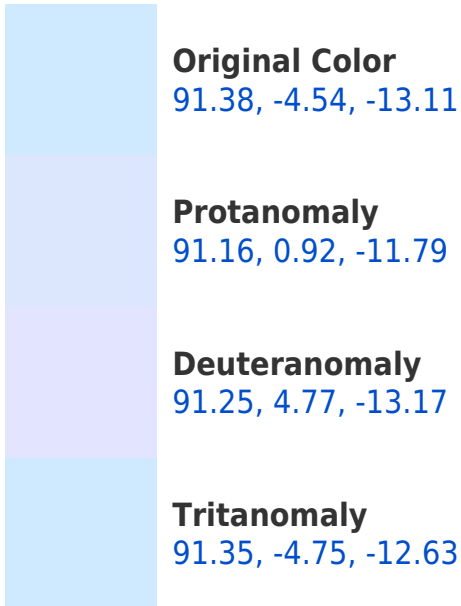 Original Color
91.38, -4.54, -13.11
Protanomaly
91.16, 0.92, -11.79
Deuteranomaly
91.25, 4.77, -13.17
Tritanomaly
91.35, -4.75, -12.63